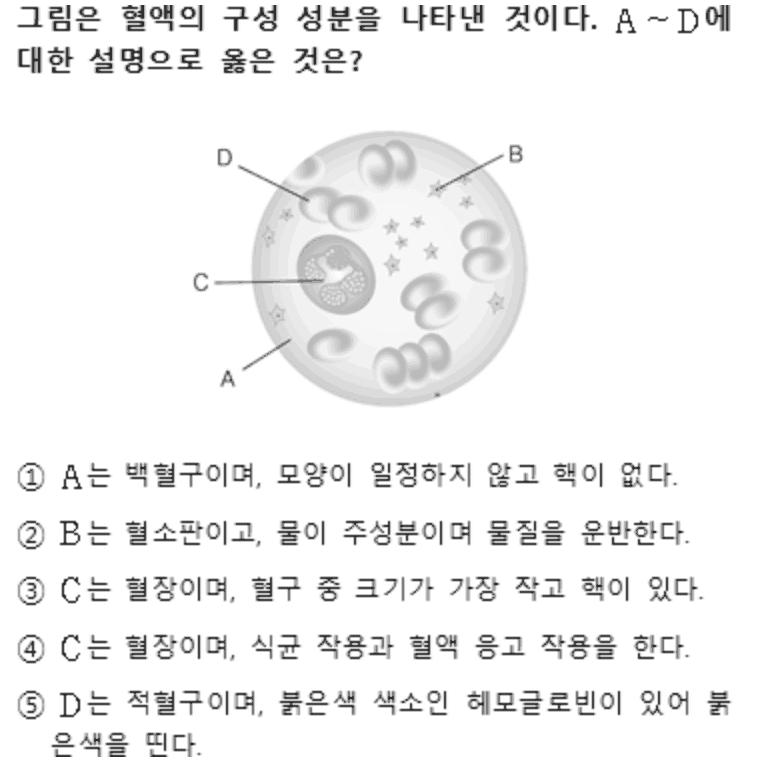 그림은 혈액의 구성 성분을 나타낸 것이다. A ~ D에
대한 설명으로 옳은 것은?
D
B
C
A
① A는 백혈구이며, 모양이 일정하지 않고 핵이 없다.
② B는 혈소판이고, 물이 주성분이며 물질을 운반한다.
③ C는 혈장이며, 혈구 중 크기가 가장 작고 핵이 있다.
④ C는 혈장이며, 식균 작용과 혈액 응고 작용을 한다.
⑤ D는 적혈구이며, 붉은색 색소인 헤모글로빈이 있어 붉
은색을 띤다.